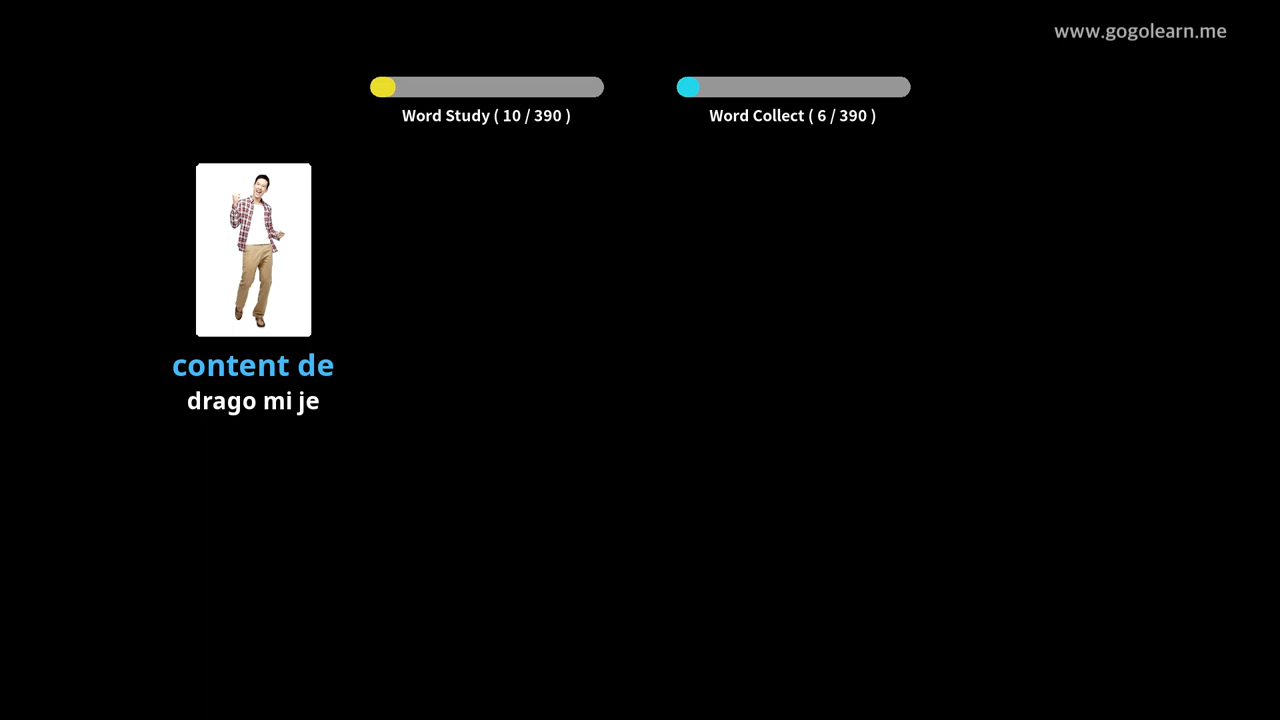 www.gogolearn.me
Word Study ( 10 / 390 )
Word Collect ( 6 / 390 )
content de
drago mi je